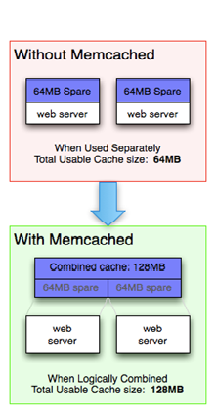 Without Memcached
64MB Spare 64MB Spare
web server web server
When Used Separately
Total Usable Cache size: 64MB
With Memcached
Combined cache: 128MB
64MB spare 64MB spare
web web
server server
When Logically Combined
Total Usable Cache size: 128MB